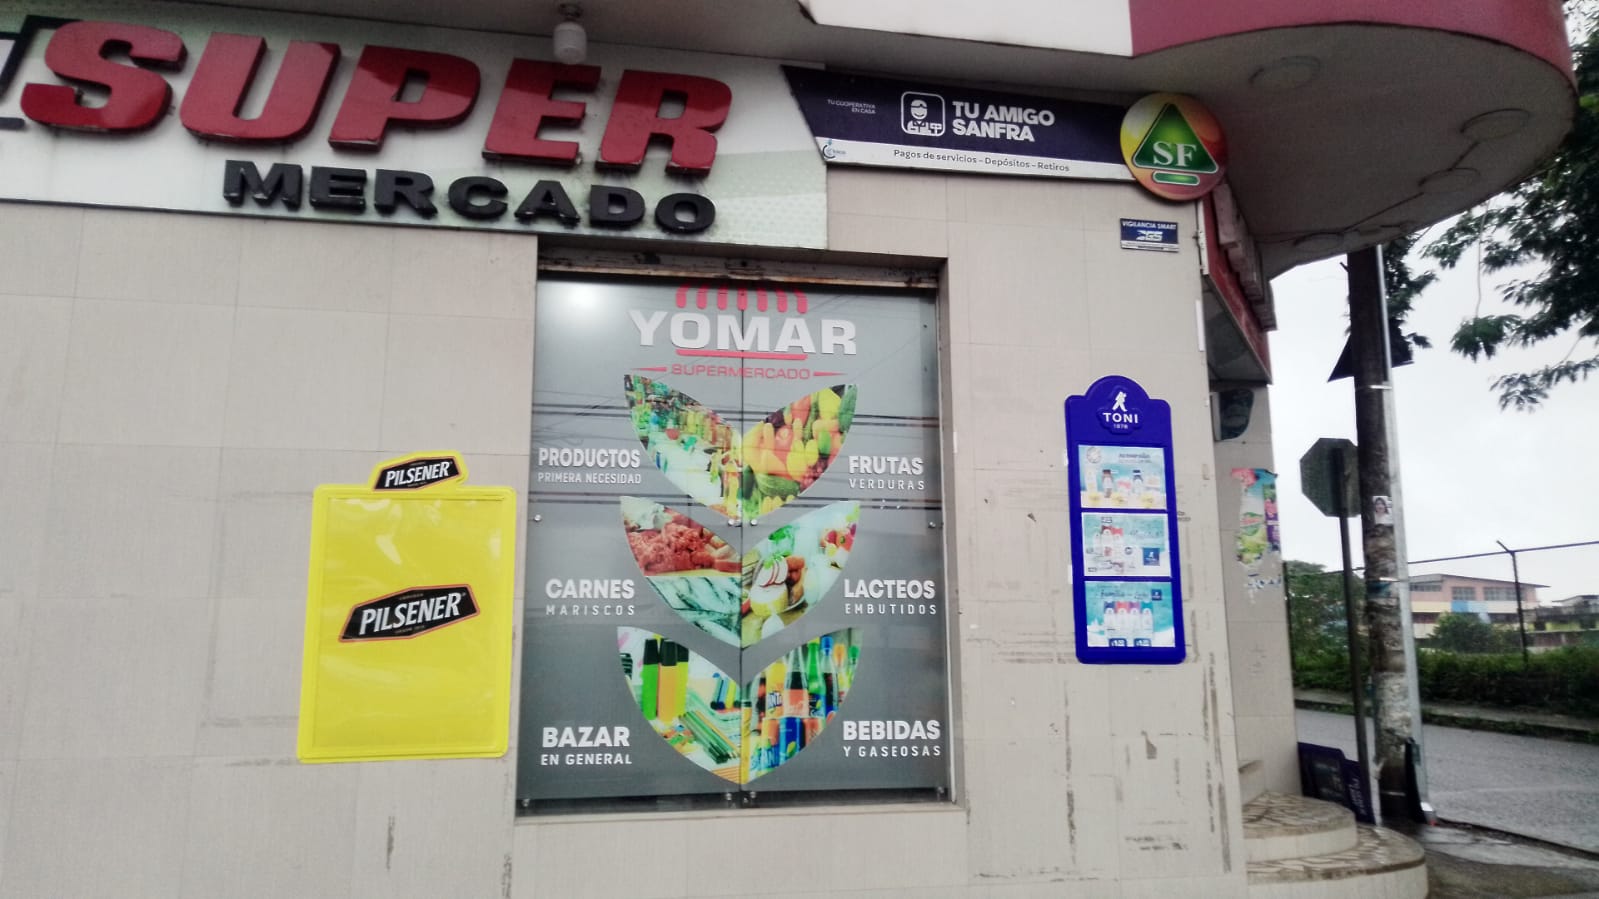 SUPER
MERCADO
TU COOPERATIVA
EN CASA
TU AMIGO
SANFRA
Pagos de servicios - Depósitos - Retiros
SF
VIGILANCIA SMART
YOMAR
SUPERMERCADO
PRODUCTOS
PRIMERA NECESIDAD
FRUTAS
VERDURAS
CARNES
MARISCOS
LACTEOS
EMBUTIDOS
BAZAR
EN GENERAL
BEBIDAS
Y GASEOSAS
PILSENER
PILSENER
TONI
1978